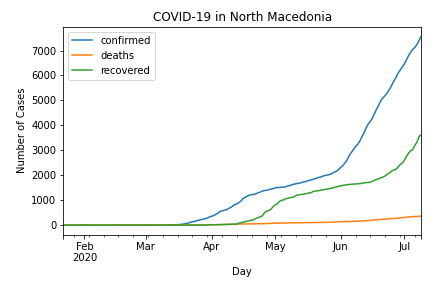 COVID-19 in North Macedonia
confirmed
deaths
recovered
Number of Cases
7000
6000
5000
4000
3000
2000
1000
0
Feb
2020
Mar
Apr
May
Jun
Jul
Day